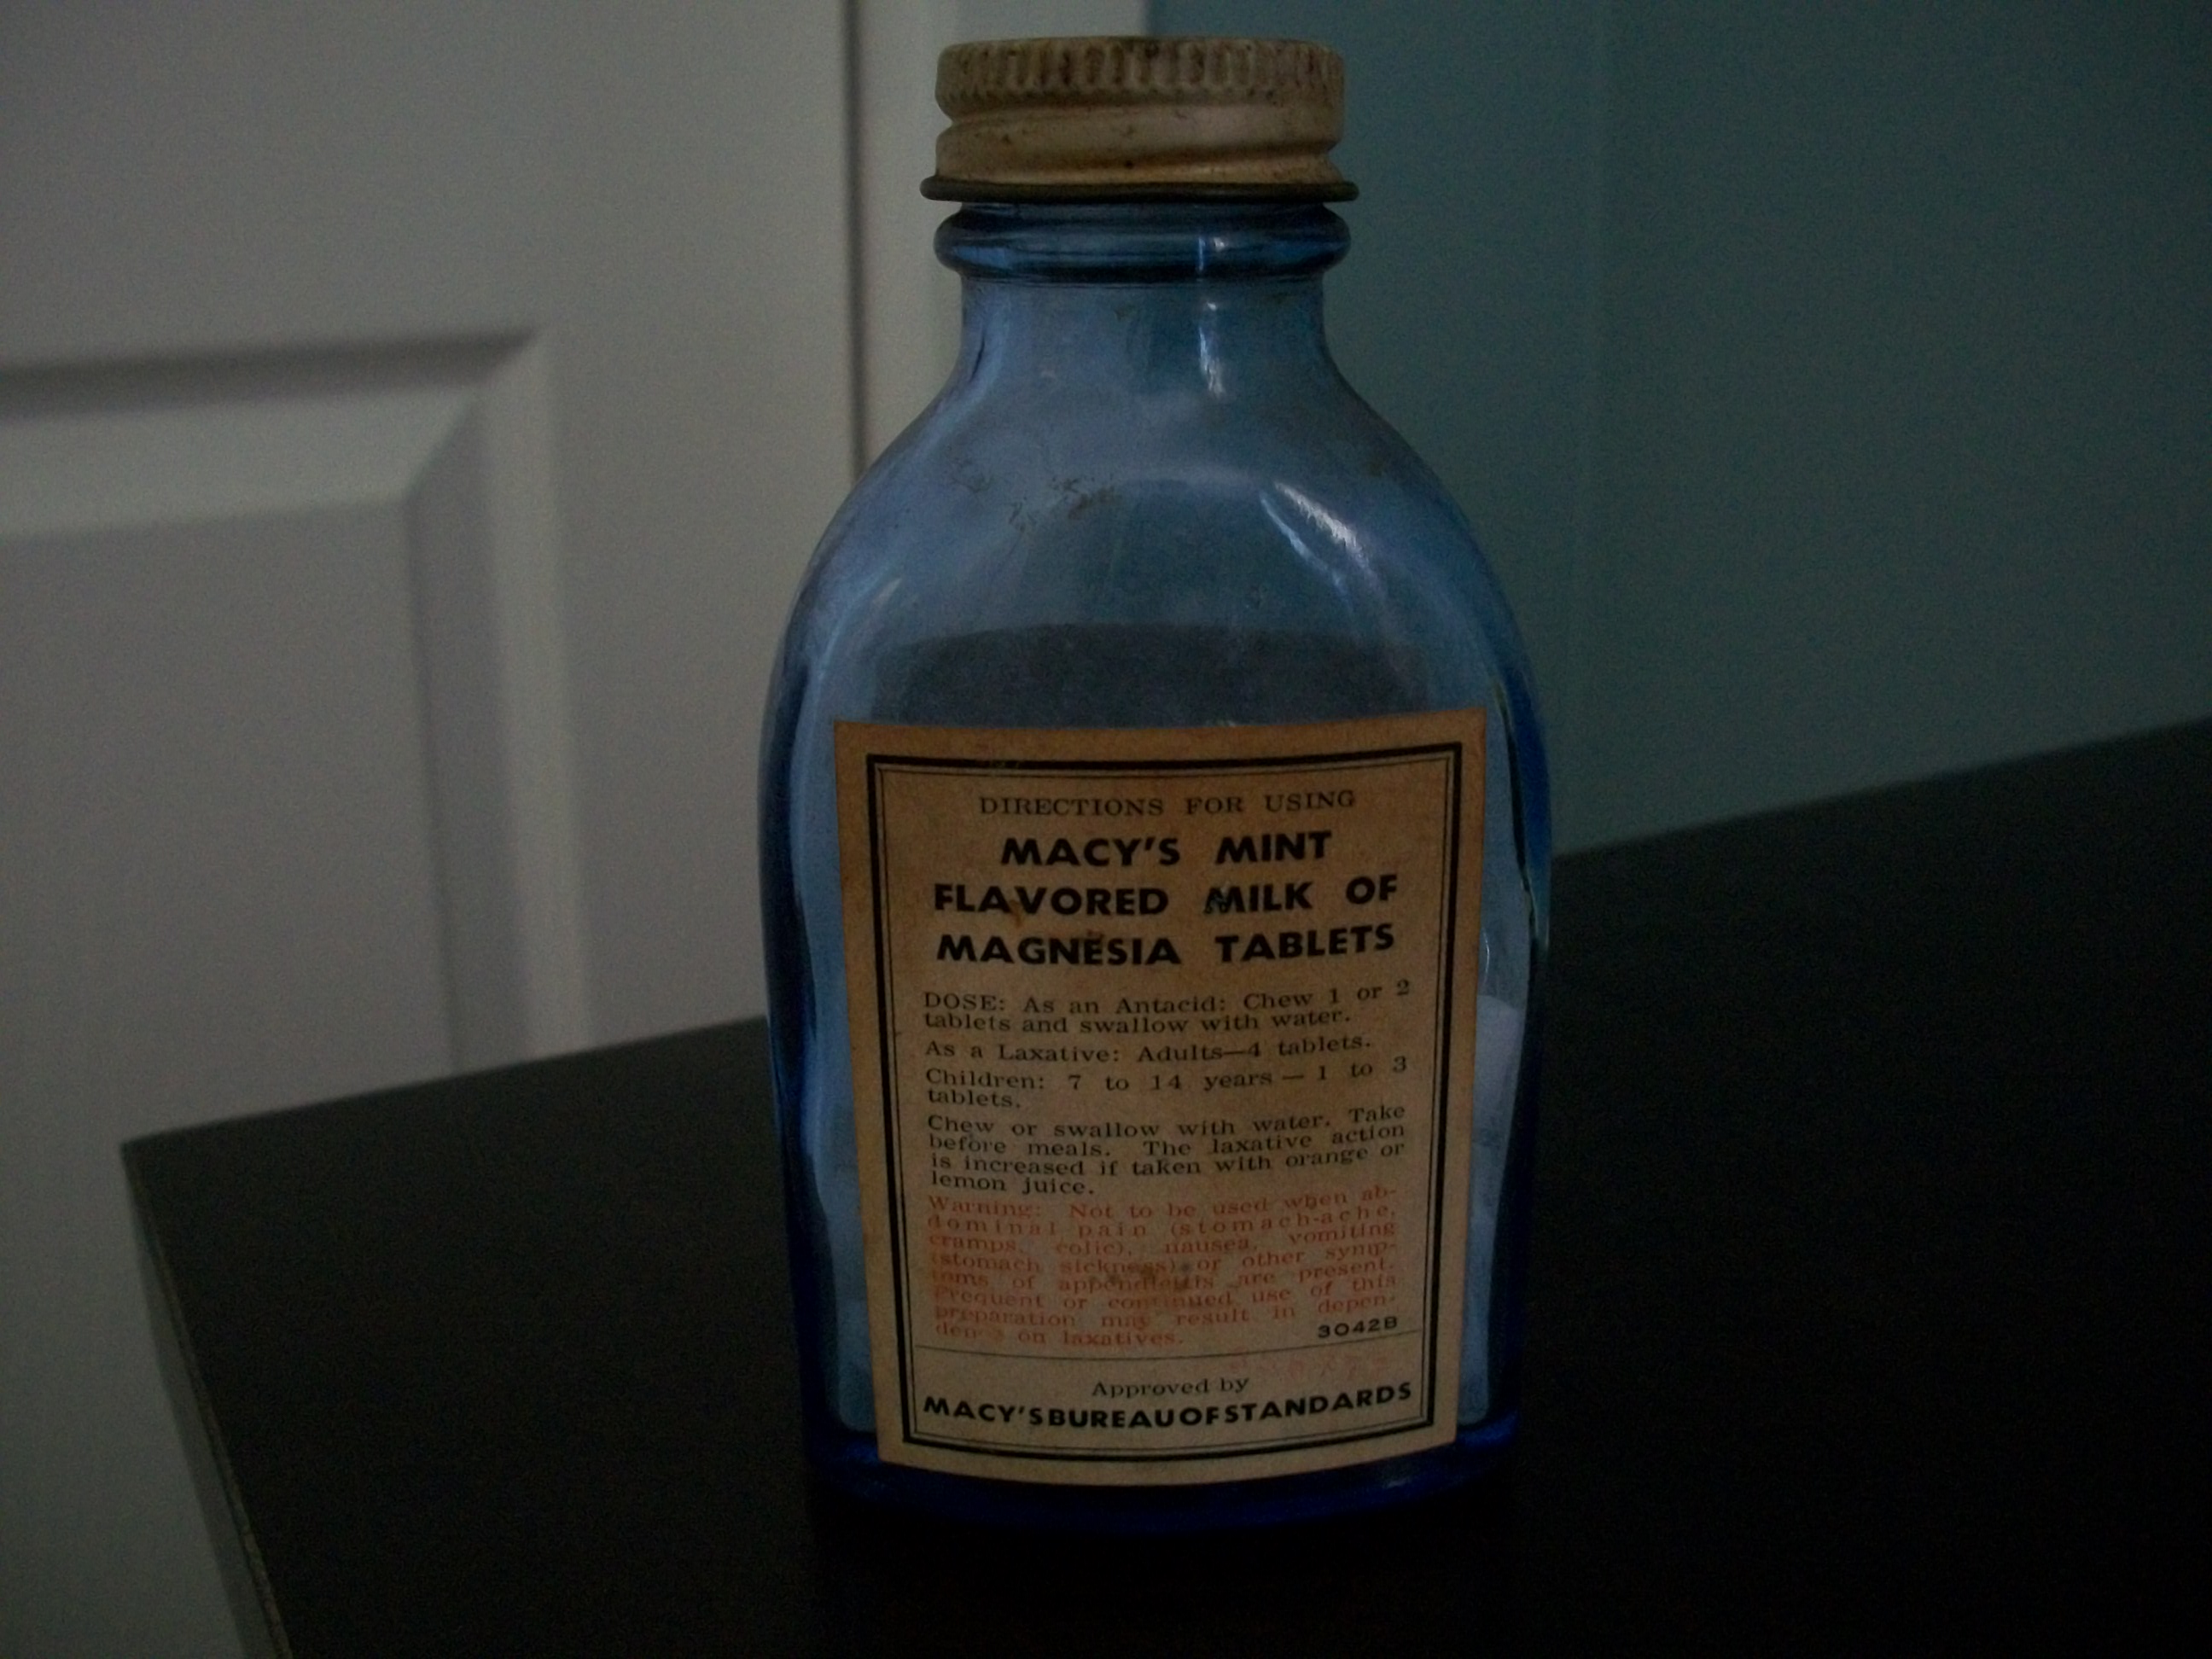 DIRECTIONS FOR USING
MACY'S MINT
FLAVORED MILK OF
MAGNESIA TABLETS
DOSE: As an Antacid: Chew 1 or 2
tablets and swallow with water.
As a Laxative: Adults—4 tablets.
Children: 7 to 14 years — 1 to 3
tablets.
Chew or swallow with water. Take
before meals. The laxative action
is increased if taken with orange or
lemon juice.
Warning: Not to be used when ab-
dominal pain (stomach-ache,
cramps, colic), nausea, vomiting
(stomach sickness) or other symp-
toms of appendicitis are present.
Frequent or continued use of this
preparation may result in depen-
dence on laxatives.
3042B
Approved by
MACY'S BUREAU OF STANDARDS